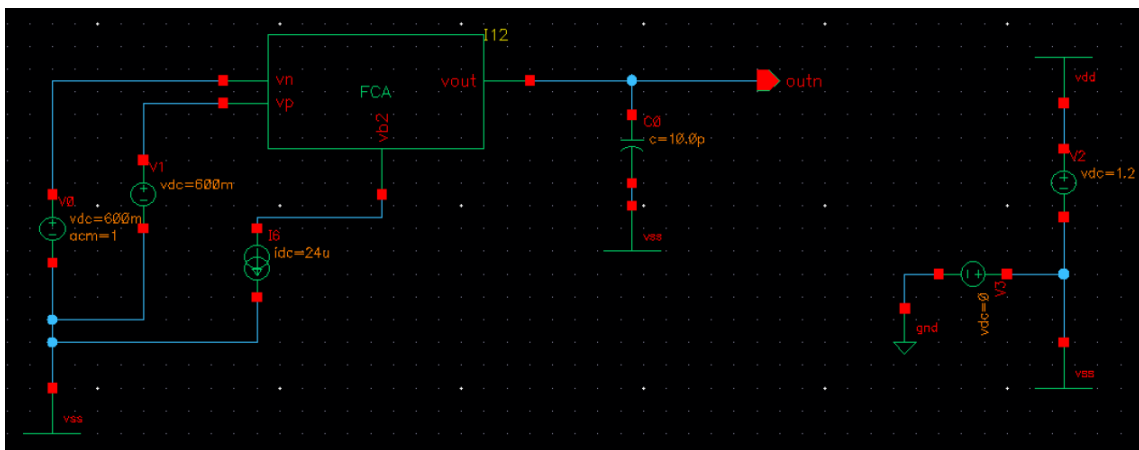 I12
vn
vout
vdd
outn
FCA
vp
vb2
C0
c=10.0p
V1
V2
vdc=600m
vdc=1.2
V0
vdc=600m
acm=1
I6
idc=24u
vss
V3
vdc=0
gnd
vss
vss